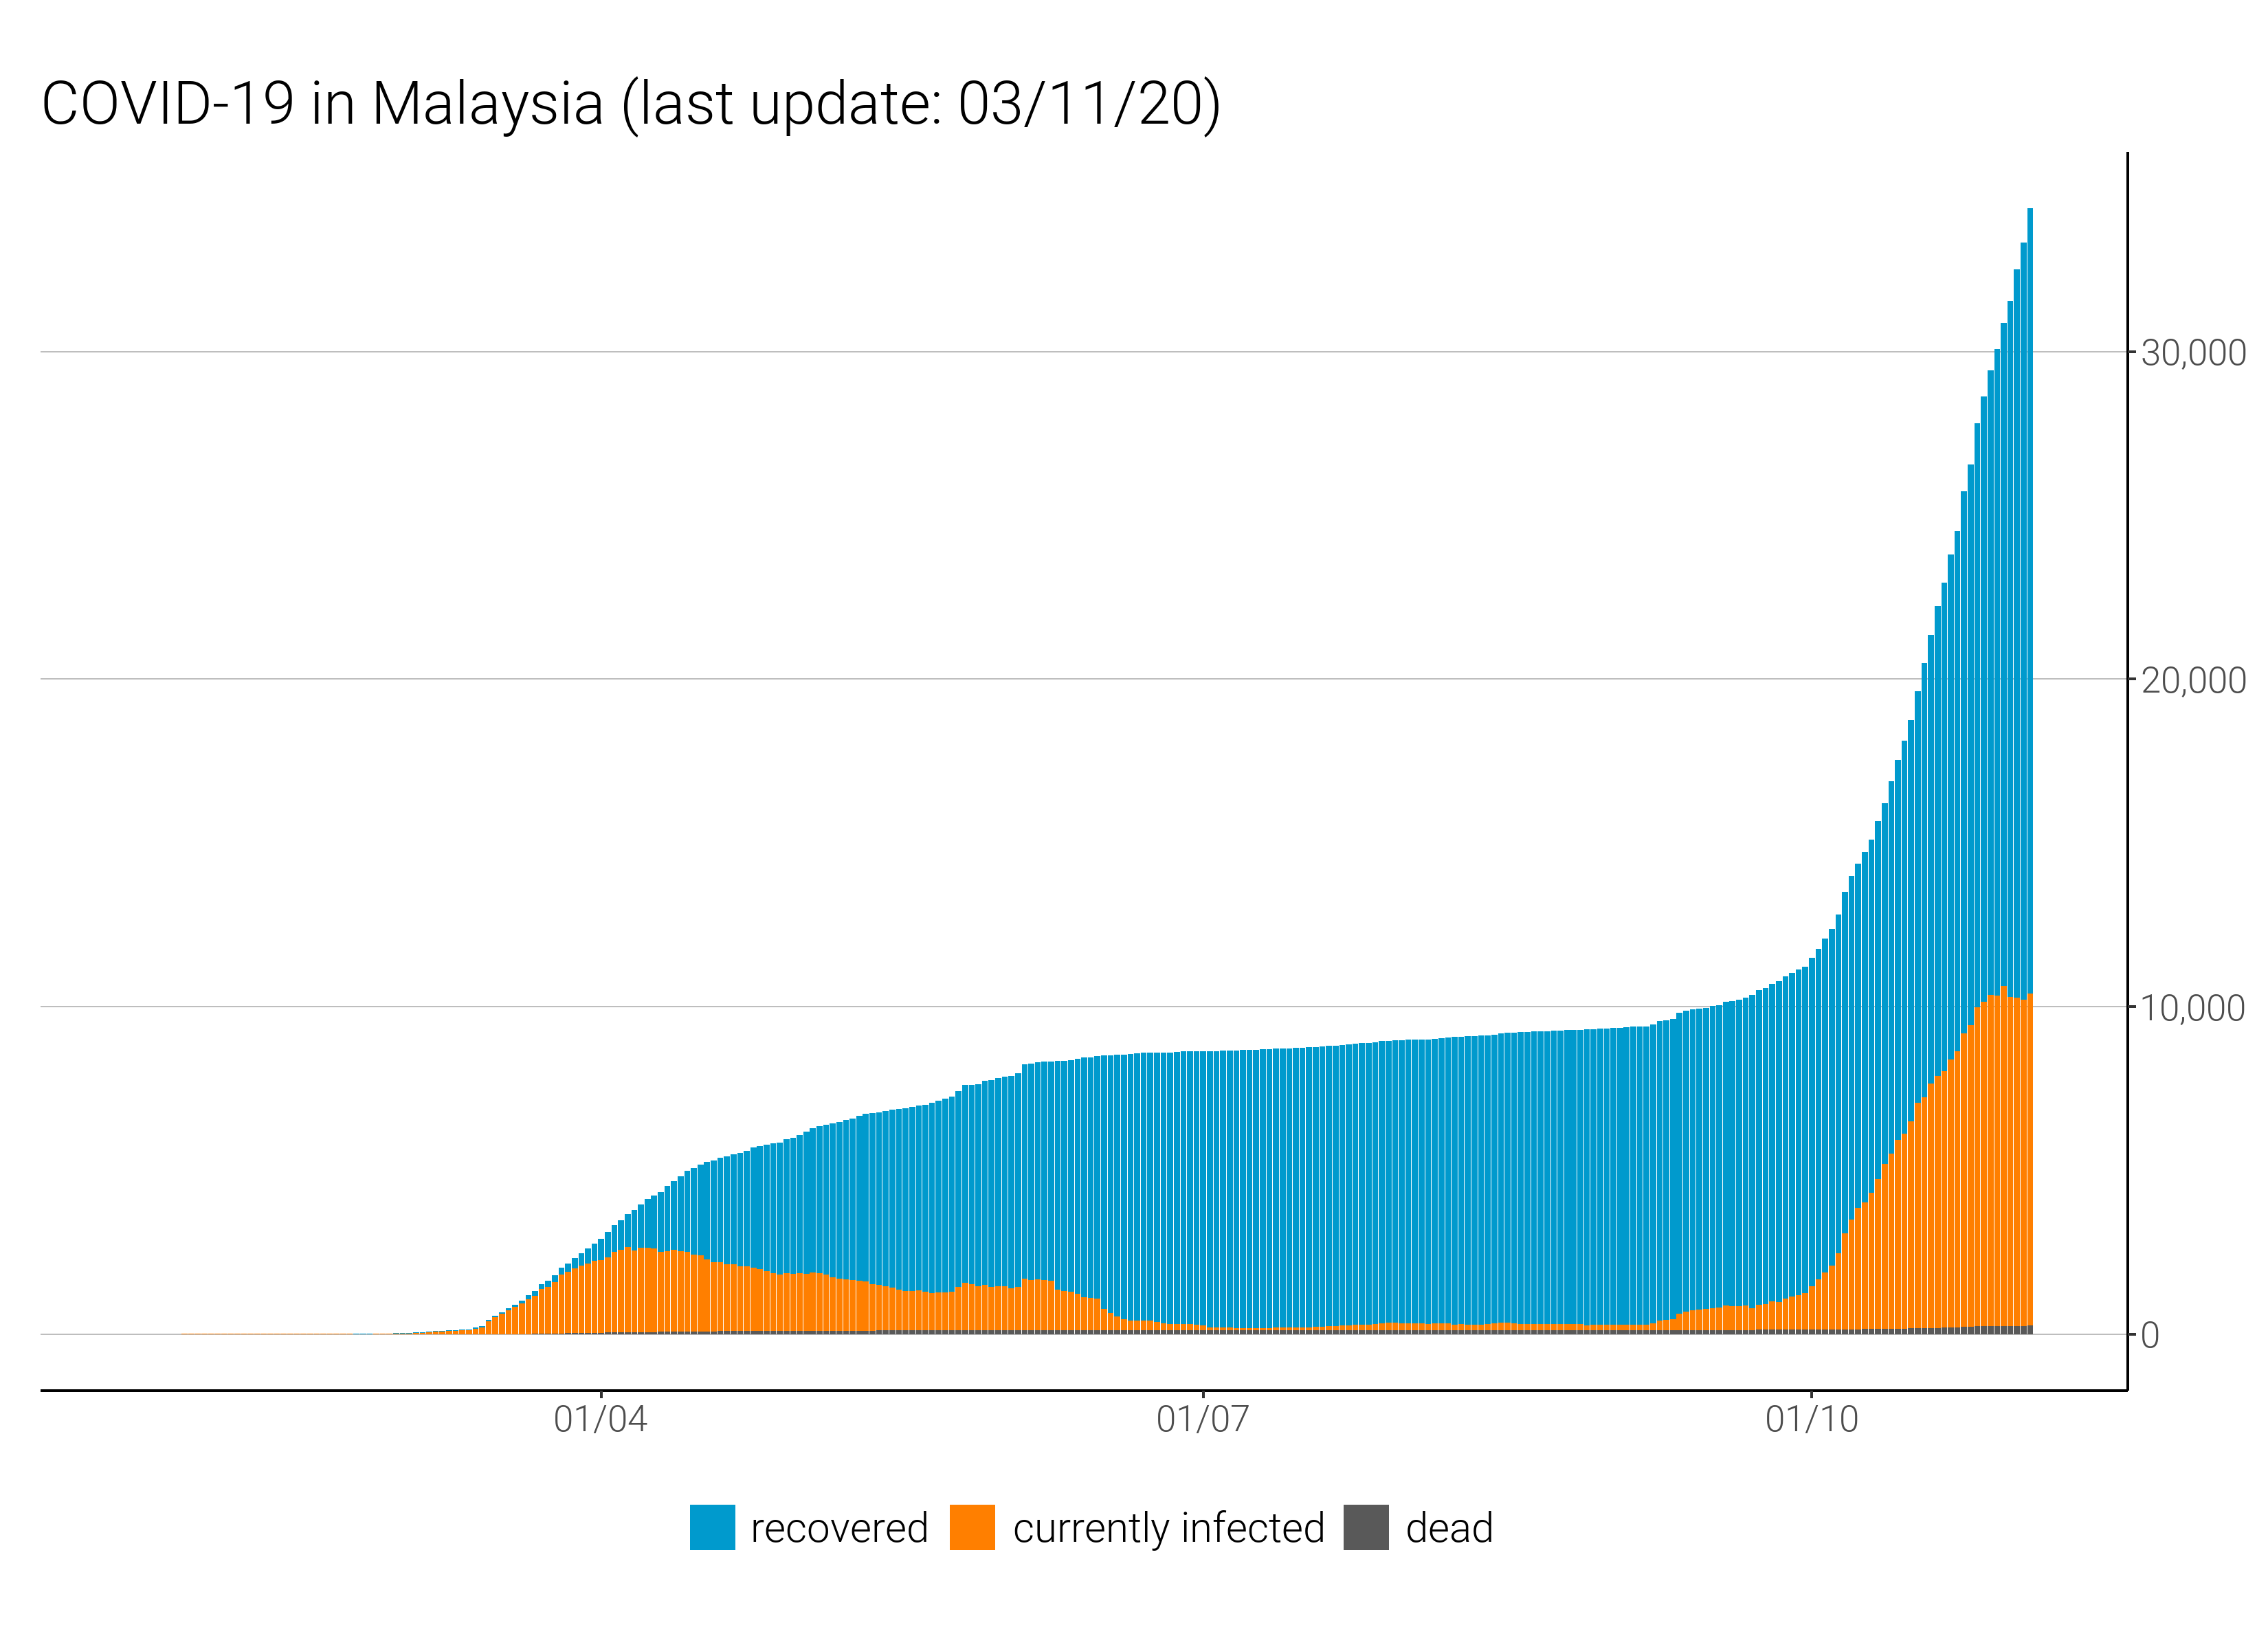 COVID-19 in Malaysia (last update: 03/11/20)
30,000
20,000
10,000
0
01/04 01/07 01/10
recovered currently infected dead